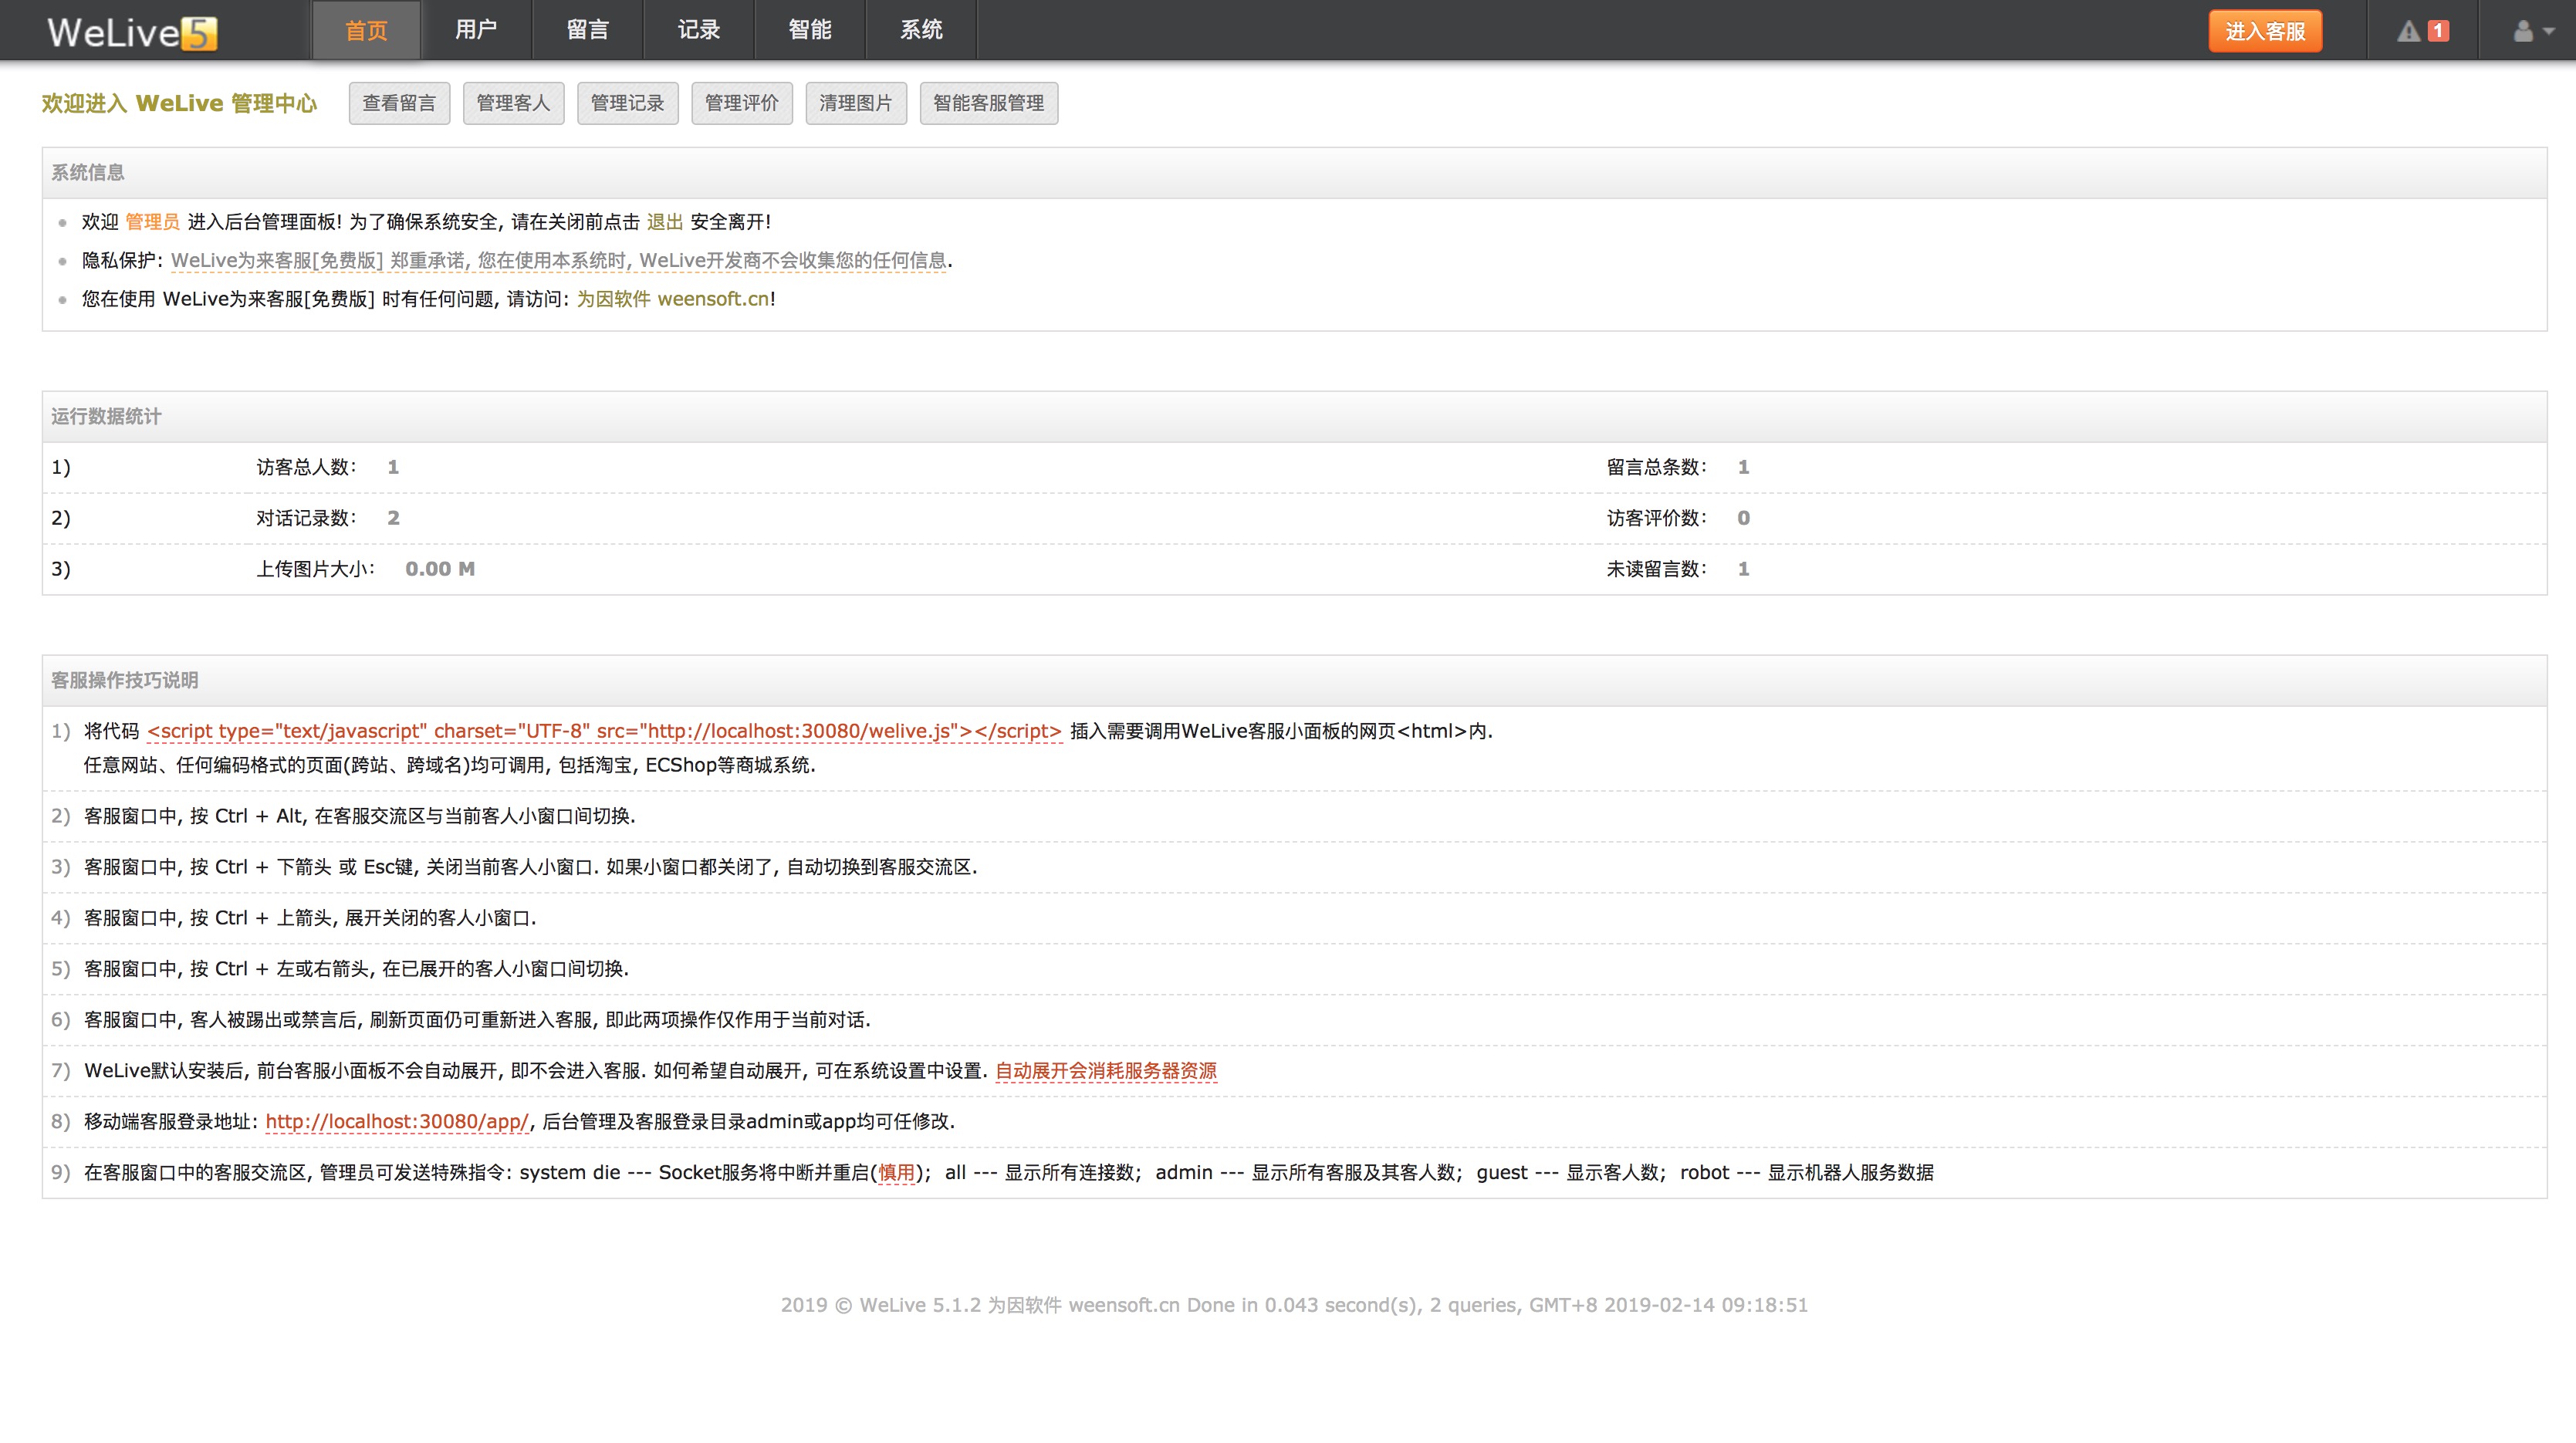 WeLive5 首页 用户 留言 记录 智能 系统 进入客服 1
欢迎进入 WeLive 管理中心 查看留言 管理客人 管理记录 管理评价 清理图片 智能客服管理
系统信息
欢迎 管理员 进入后台管理面板! 为了确保系统安全, 请在关闭前点击 退出 安全离开!
隐私保护: WeLive为来客服[免费版] 郑重承诺, 您在使用本系统时, WeLive开发商不会收集您的任何信息.
您在使用 WeLive为来客服[免费版] 时有任何问题, 请访问: 为因软件 weensoft.cn!
运行数据统计
1) 访客总人数: 1 留言总条数: 1
2) 对话记录数: 2 访客评价数: 0
3) 上传图片大小: 0.00 M 未读留言数: 1
客服操作技巧说明
1) 将代码 <script type="text/javascript" charset="UTF-8" src="http://localhost:30080/welive.js"></script> 插入需要调用WeLive客服小面板的网页<html>内.
任意网站、任何编码格式的页面(跨站、跨域名)均可调用, 包括淘宝, ECShop等商城系统.
2) 客服窗口中, 按 Ctrl + Alt, 在客服交流区与当前客人小窗口间切换.
3) 客服窗口中, 按 Ctrl + 下箭头 或 Esc键, 关闭当前客人小窗口. 如果小窗口都关闭了, 自动切换到客服交流区.
4) 客服窗口中, 按 Ctrl + 上箭头, 展开关闭的客人小窗口.
5) 客服窗口中, 按 Ctrl + 左或右箭头, 在已展开的客人小窗口间切换.
6) 客服窗口中, 客人被踢出或禁言后, 刷新页面仍可重新进入客服, 即此两项操作仅作用于当前对话.
7) WeLive默认安装后, 前台客服小面板不会自动展开, 即不会进入客服. 如何希望自动展开, 可在系统设置中设置. 自动展开会消耗服务器资源
8) 移动端客服登录地址: http://localhost:30080/app/, 后台管理及客服登录目录admin或app均可任修改.
9) 在客服窗口中的客服交流区, 管理员可发送特殊指令: system die --- Socket服务将中断并重启(慎用); all --- 显示所有连接数; admin --- 显示所有客服及其客人数; guest --- 显示客人数; robot --- 显示机器人服务数据
2019 © WeLive 5.1.2 为因软件 weensoft.cn Done in 0.043 second(s), 2 queries, GMT+8 2019-02-14 09:18:51